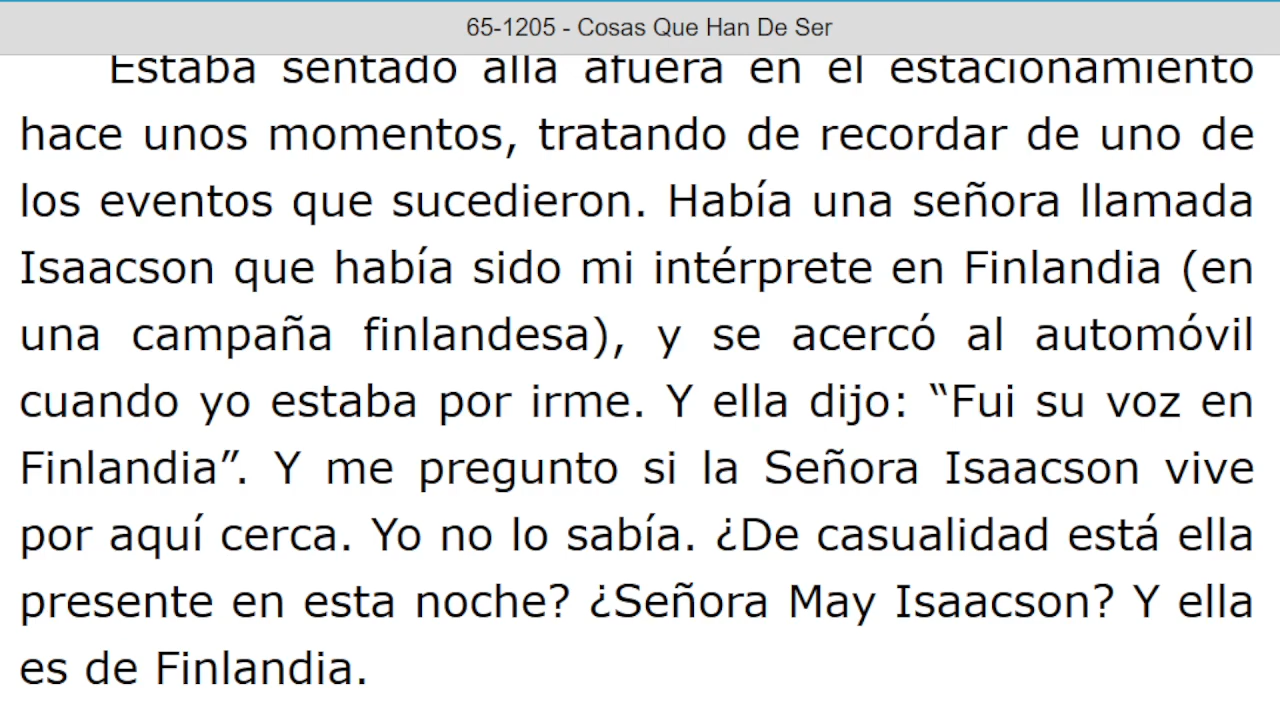 65-1205 - Cosas Que Han De Ser
Estaba sentado allá afuera en el estacionamiento
hace unos momentos, tratando de recordar de uno de
los eventos que sucedieron. Había una señora llamada
Isaacson que había sido mi intérprete en Finlandia (en
una campaña finlandesa), y se acercó al automóvil
cuando yo estaba por irme. Y ella dijo: “Fui su voz en
Finlandia”. Y me pregunto si la Señora Isaacson vive
por aquí cerca. Yo no lo sabía. ¿De casualidad está ella
presente en esta noche? ¿Señora May Isaacson? Y ella
es de Finlandia.